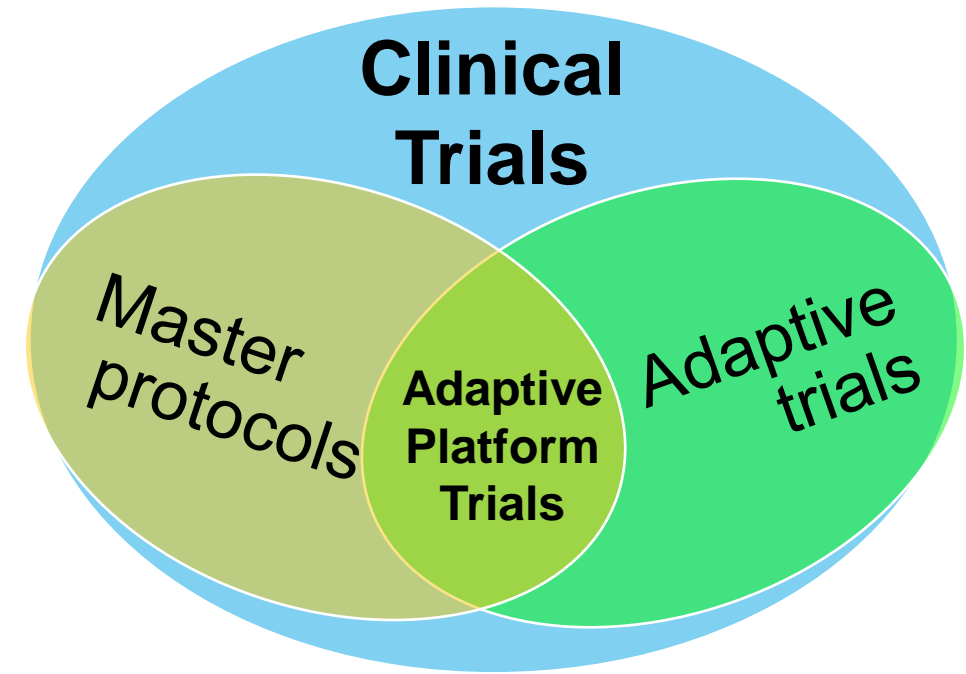 Clinical
Trials
Master
protocols
Adaptive
Platform
Trials
Adaptive
trials